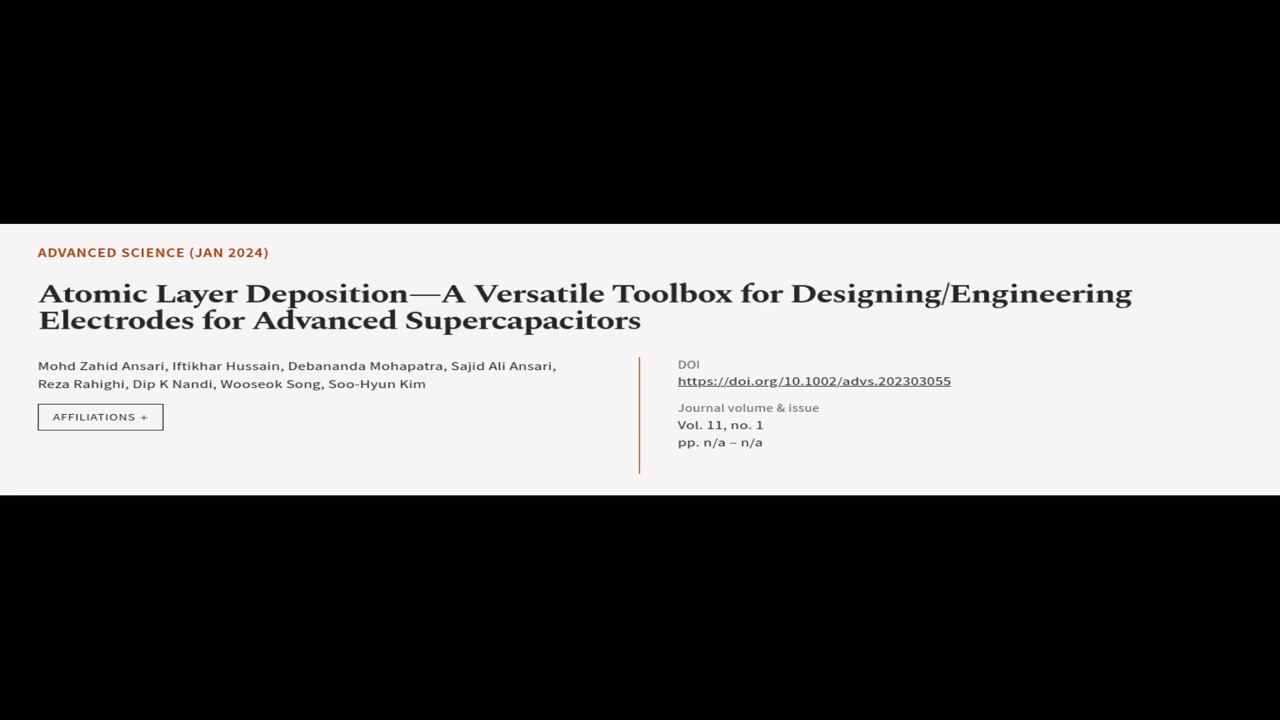 ADVANCED SCIENCE (JAN 2024)
Atomic Layer Deposition—A Versatile Toolbox for Designing/Engineering
Electrodes for Advanced Supercapacitors
Mohd Zahid Ansari, Iftikhar Hussain, Debananda Mohapatra, Sajid Ali Ansari,
Reza Rahighi, Dip K Nandi, Wooseok Song, Soo-Hyun Kim
AFFILIATIONS +
DOI
https://doi.org/10.1002/advs.202303055
Journal volume & issue
Vol. 11, no. 1
pp. n/a – n/a